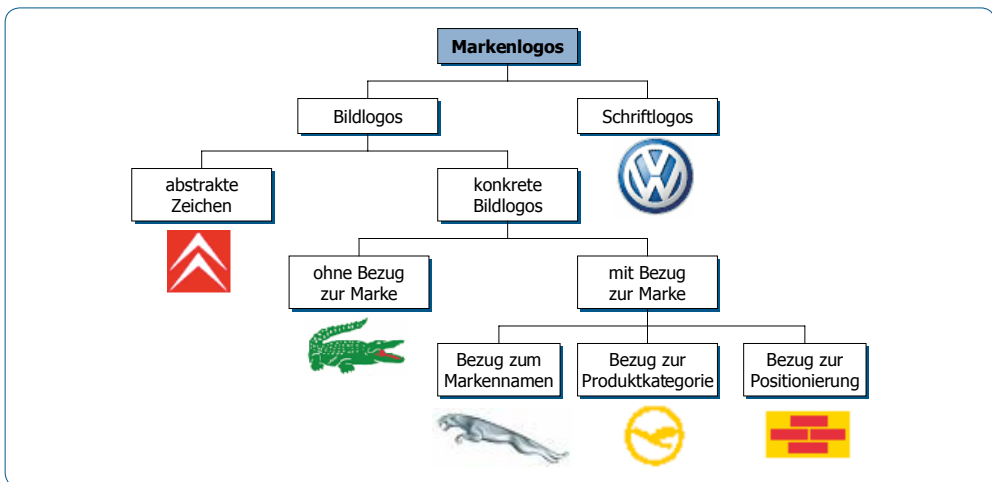 Markenlogos
Bildlogos
Schriftlogos
VW
abstrakte
Zeichen
konkrete
Bildlogos
ohne Bezug
zur Marke
mit Bezug
zur Marke
Bezug zum
Markennamen
Bezug zur
Produktkategorie
Bezug zur
Positionierung